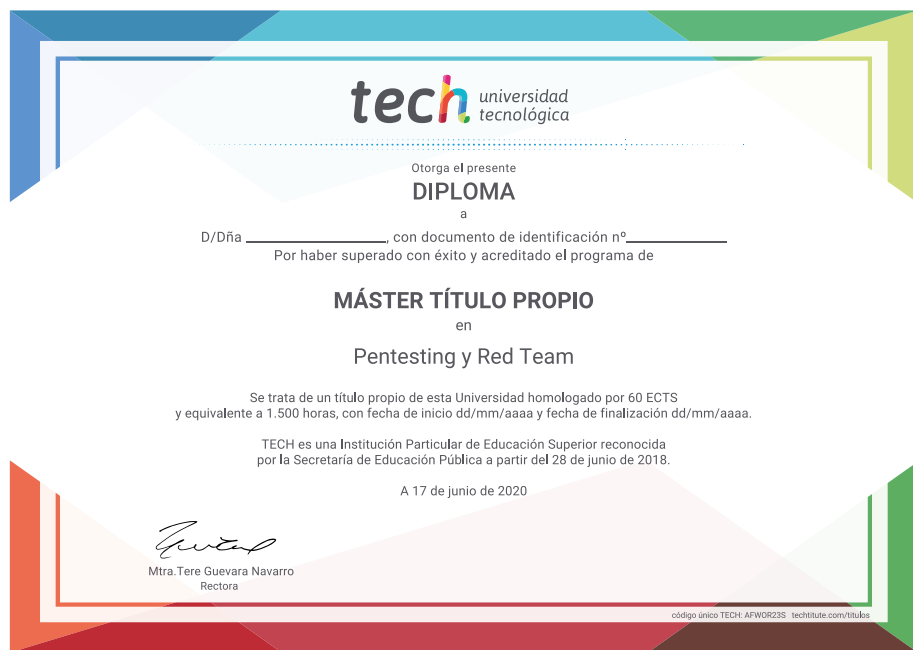 tech universidad
tecnológica
Otorga el presente
DIPLOMA
a
D/Dña ______________, con documento de identificación nº__________
Por haber superado con éxito y acreditado el programa de
MÁSTER TÍTULO PROPIO
en
Pentesting y Red Team
Se trata de un título propio de esta Universidad homologado por 60 ECTS
y equivalente a 1.500 horas, con fecha de inicio dd/mm/aaaa y fecha de finalización dd/mm/aaaa.
TECH es una Institución Particular de Educación Superior reconocida
por la Secretaría de Educación Pública a partir del 28 de junio de 2018.
A 17 de junio de 2020
Mtra.Tere Guevara Navarro
Rectora
código único TECH: AFWOR23S techtitute.com/titulos